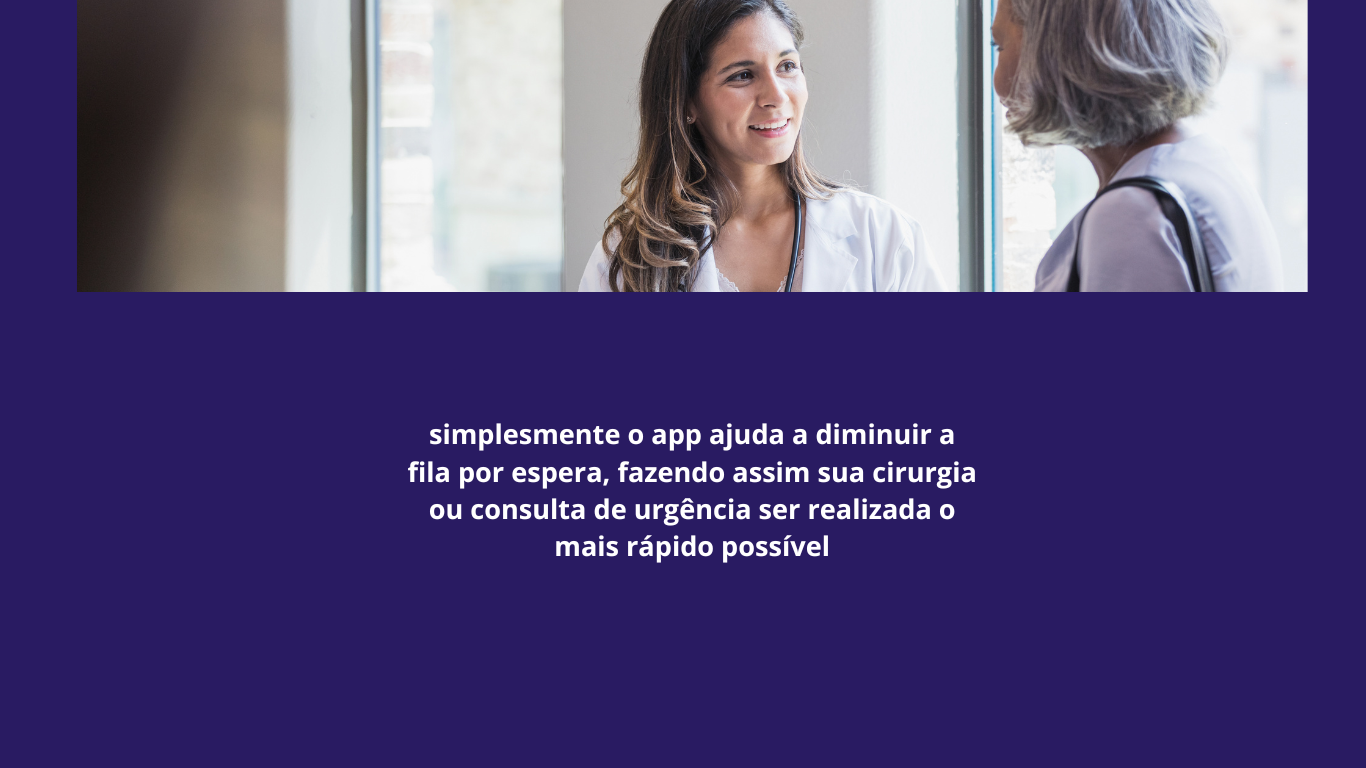 simplesmente o app ajuda a diminuir a
fila por espera, fazendo assim sua cirurgia
ou consulta de urgência ser realizada o
mais rápido possível